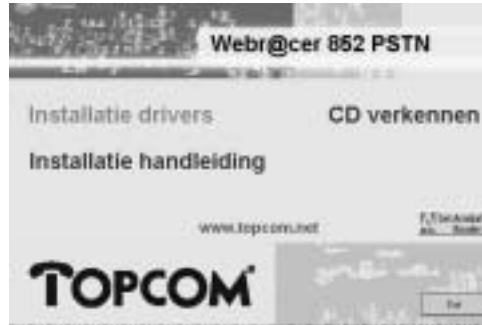 Webr@cer 852 PSTN
Installatie drivers
CD verkennen
Installatie handleiding
www.topcom.net
TOPCOM